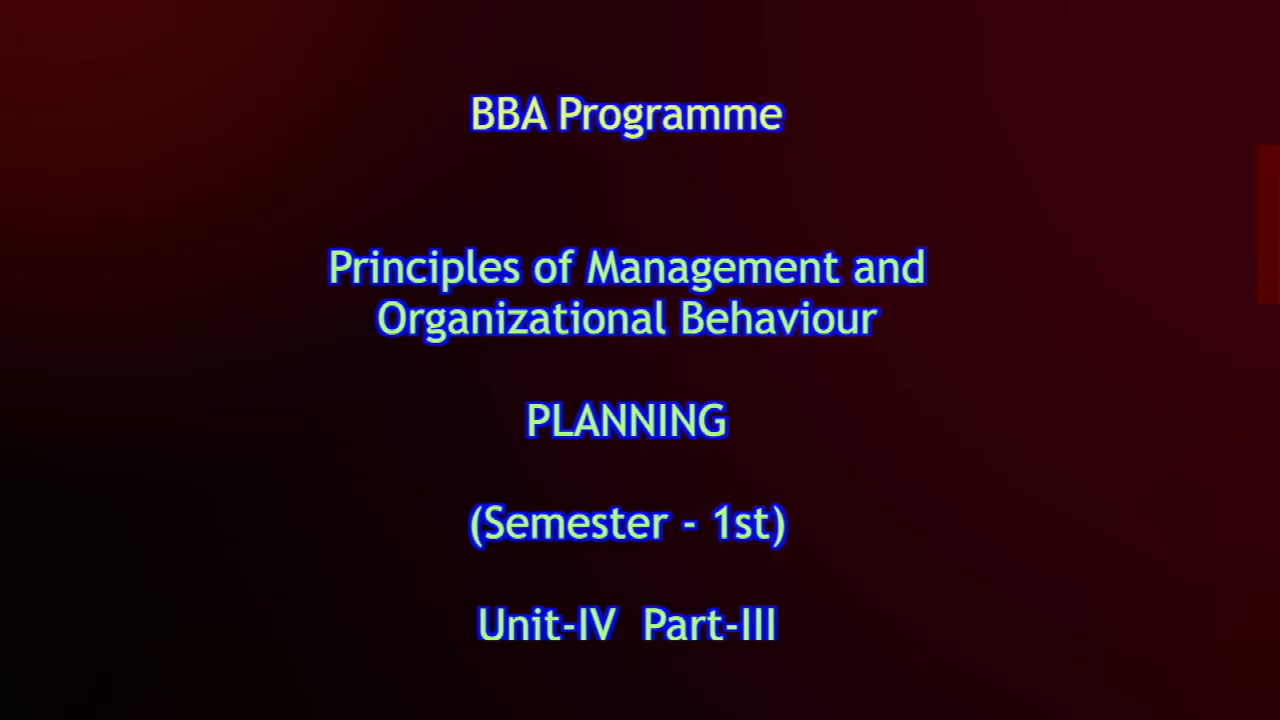 BBA Programme
Principles of Management and
Organizational Behaviour
PLANNING
(Semester - 1st)
Unit-IV Part-III